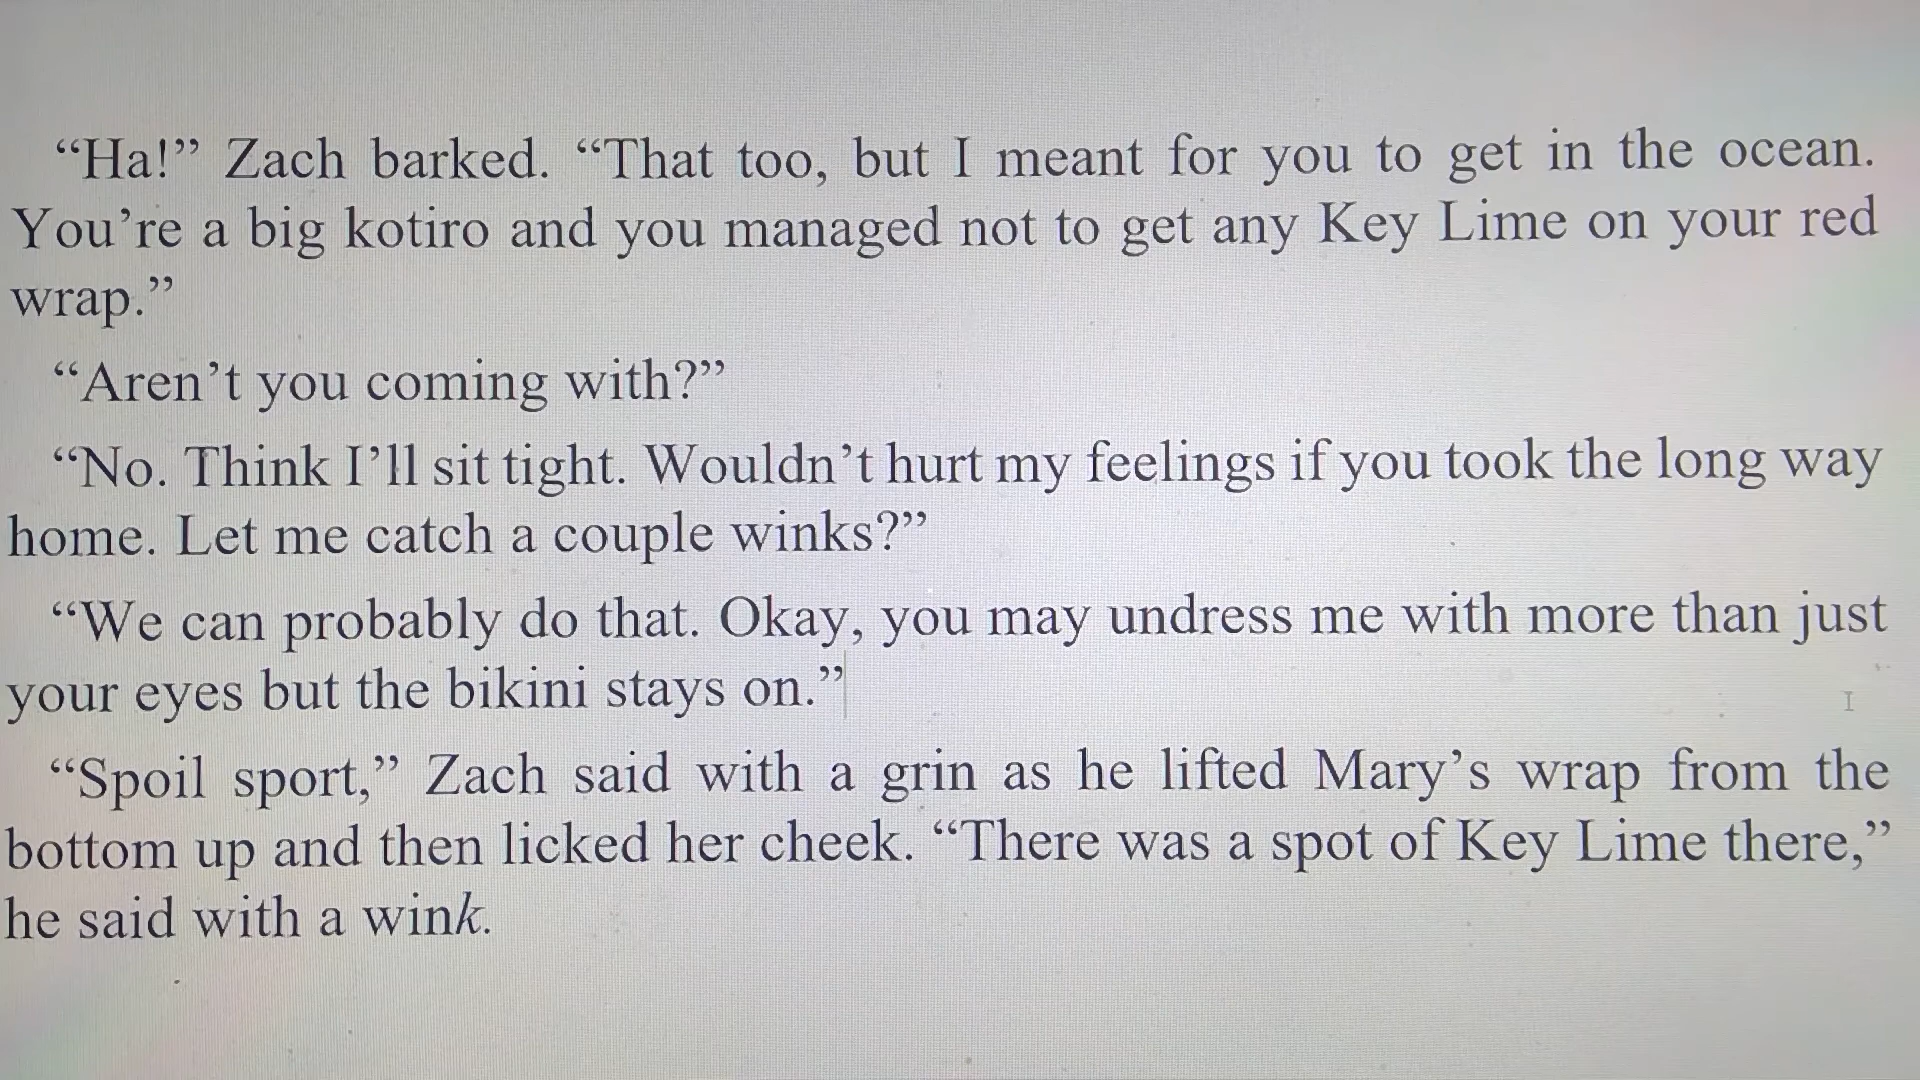 “Ha!” Zach barked. “That too, but I meant for you to get in the ocean.
You’re a big kotiro and you managed not to get any Key Lime on your red
wrap.”
“Aren’t you coming with?”
“No. Think I’ll sit tight. Wouldn’t hurt my feelings if you took the long way
home. Let me catch a couple winks?”
“We can probably do that. Okay, you may undress me with more than just
your eyes but the bikini stays on.”
“Spoil sport,” Zach said with a grin as he lifted Mary’s wrap from the
bottom up and then licked her cheek. “There was a spot of Key Lime there,”
he said with a wink.